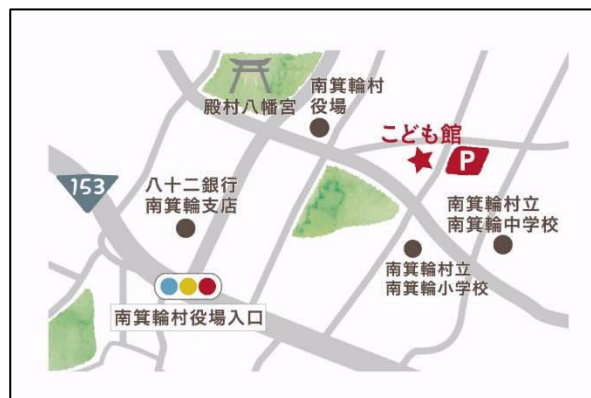 殿村八幡宮
南箕輪村
役場
こども館
P
153
八十二銀行
南箕輪支店
南箕輪村立
南箕輪中学校
南箕輪村立
南箕輪小学校
南箕輪村役場入口